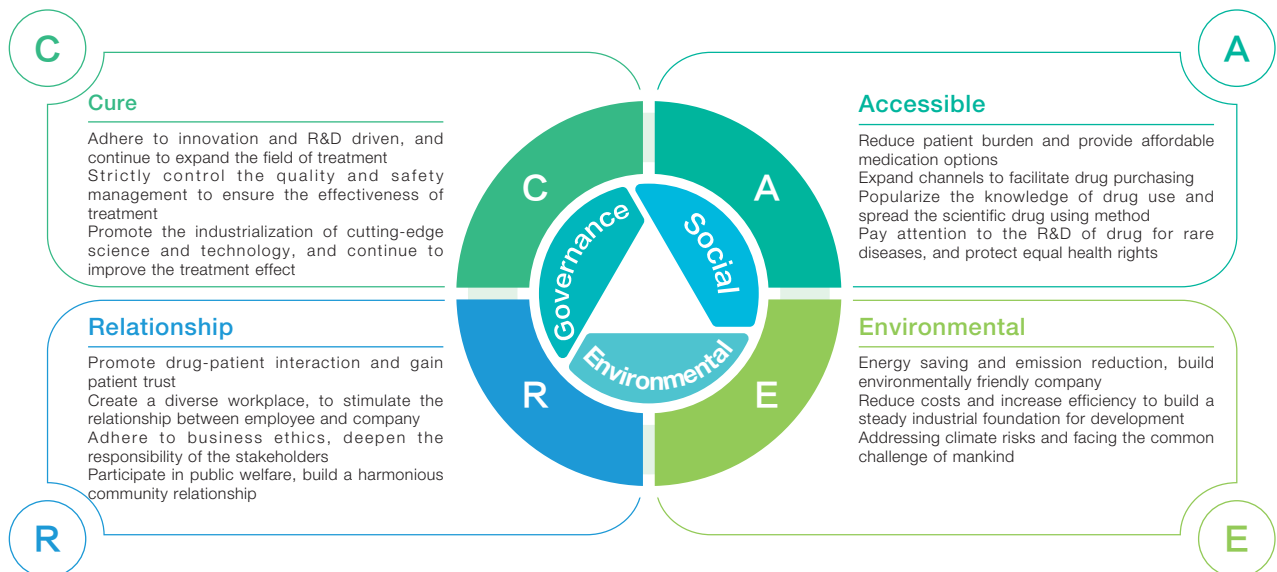 C
Cure
Adhere to innovation and R&D driven, and
continue to expand the field of treatment
Strictly control the quality and safety
management to ensure the effectiveness of
treatment
Promote the industrialization of cutting-edge
science and technology, and continue to
improve the treatment effect
A
Accessible
Reduce patient burden and provide affordable
medication options
Expand channels to facilitate drug purchasing
Popularize the knowledge of drug use and
spread the scientific drug using method
Pay attention to the R&D of drug for rare
diseases, and protect equal health rights
C
A
R
E
Governance
Social
Environmental
Relationship
Promote drug-patient interaction and gain
patient trust
Create a diverse workplace, to stimulate the
relationship between employee and company
Adhere to business ethics, deepen the
responsibility of the stakeholders
Participate in public welfare, build a harmonious
community relationship
R
Environmental
Energy saving and emission reduction, build
environmentally friendly company
Reduce costs and increase efficiency to build a
steady industrial foundation for development
Addressing climate risks and facing the common
challenge of mankind
E